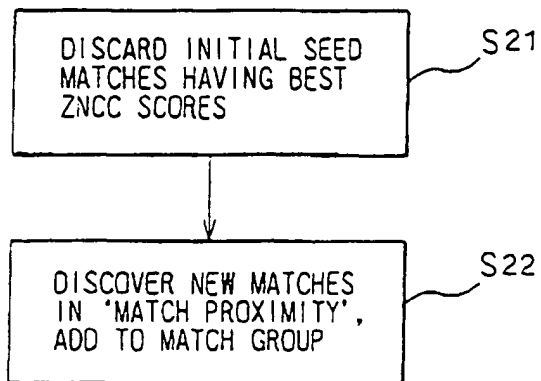 DISCARD INITIAL SEED
MATCHES HAVING BEST
ZNCC SCORES
S21
DISCOVER NEW MATCHES
IN 'MATCH PROXIMITY',
ADD TO MATCH GROUP
S22